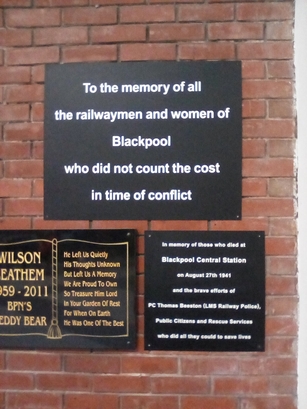 To the memory of all
the railwaymen and women of
Blackpool
who did not count the cost
in time of conflict
WILSON
959 - 2011
BPN'S
He Left Us Quietly
His Thoughts Unknown
But Left Us A Memory
We Are Proud To Own
So Treasure Him Lord
In Your Garden Of Rest
For When On Earth
He Was One Of The Best
In memory of those who died at
Blackpool Central Station
on August 27th 1941
and the brave efforts of
PC Thomas Beeston (LMS Railway Police),
Public Citizens and Rescue Services
who did all they could to save lives